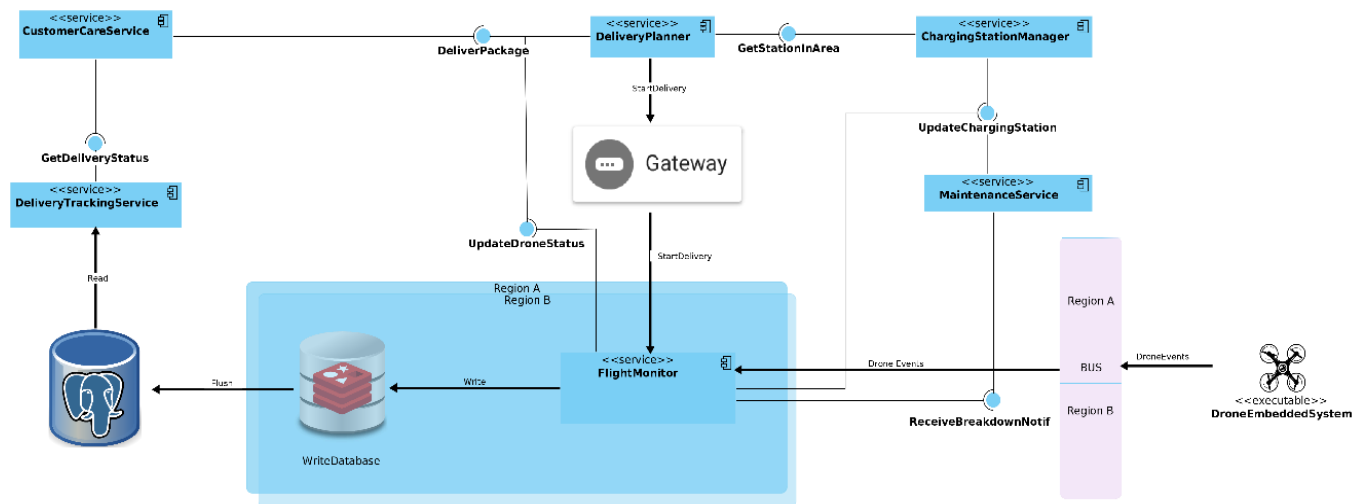 <<service>>
CustomerCareService
DeliverPackage
<<service>>
DeliveryPlanner
GetStationInArea
<<service>>
ChargingStationManager
StartDelivery
UpdateChargingStation
GetDeliveryStatus
Gateway
<<service>>
DeliveryTrackingService
<<service>>
MaintenanceService
UpdateDroneStatus
StartDelivery
Read
Region A
Region B
Region A
<<service>>
FlightMonitor
Drone Events
BUS
DroneEvents
Flush
Write
Region B
ReceiveBreakdownNotif
<<executable>>
DroneEmbeddedSystem
WriteDatabase